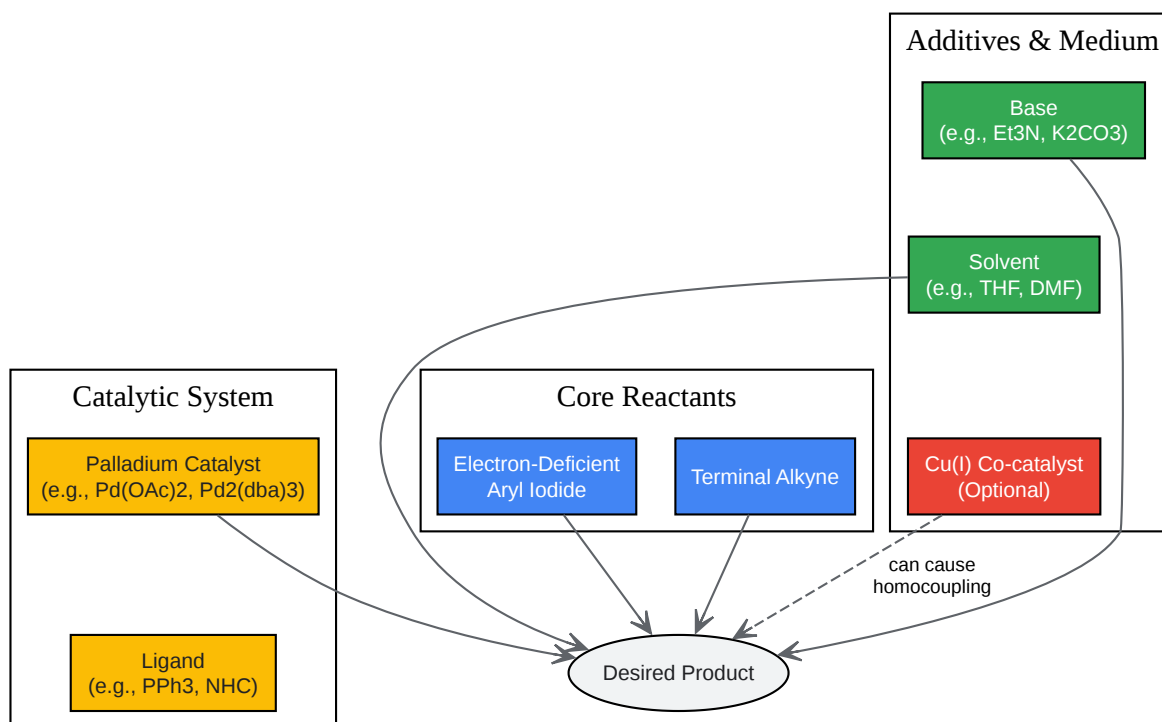 Additives & Medium
Base
(e.g., Et3N, K2CO3)
Solvent
(e.g., THF, DMF)
Catalytic System
Core Reactants
Palladium Catalyst
(e.g., Pd(OAc)2, Pd2(dba)3)
Electron-Deficient
Aryl Iodide
Terminal Alkyne
Cu(I) Co-catalyst
(Optional)
can cause
homocoupling
Ligand
(e.g., PPh3, NHC)
Desired Product